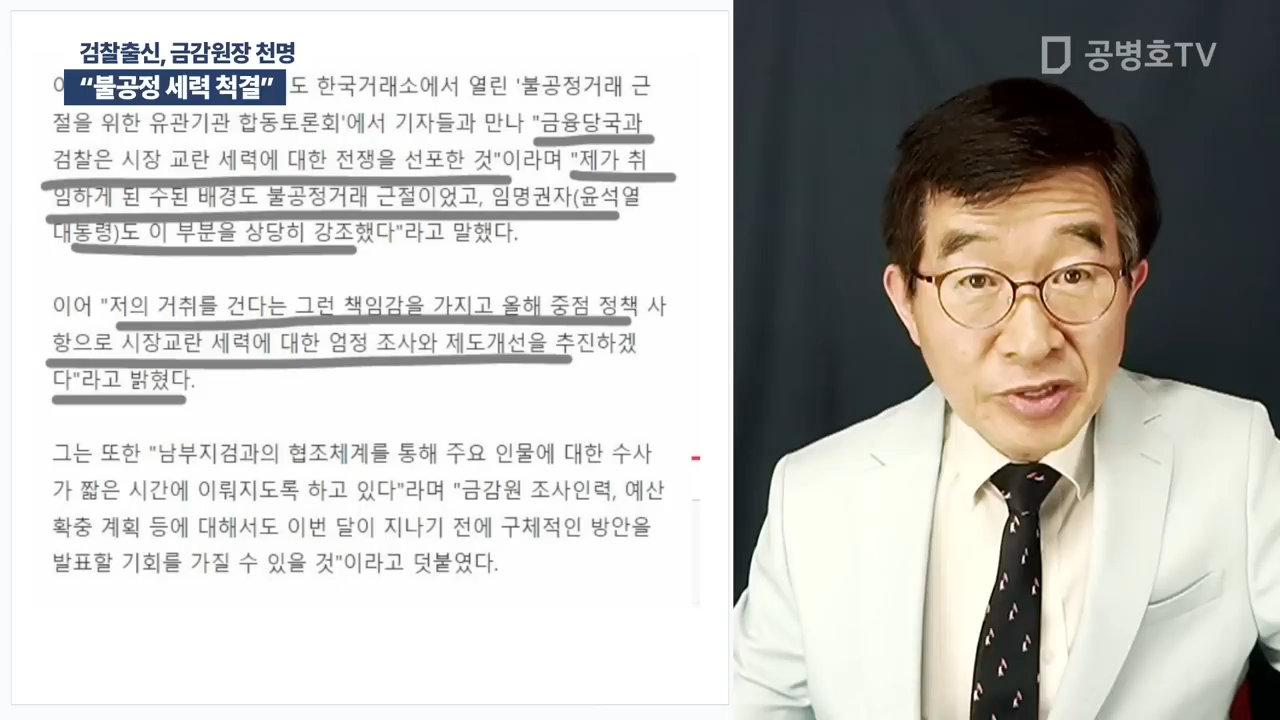 검찰출신, 금감원장 천명
“불공정 세력 척결”
공병호TV
도 한국거래소에서 열린 '불공정거래 근
절을 위한 유관기관 합동토론회'에서 기자들과 만나 "금융당국과
검찰은 시장 교란 세력에 대한 전쟁을 선포한 것"이라며 "제가 취
임하게 된 수된 배경도 불공정거래 근절이었고, 임명권자(윤석열
대통령)도 이 부분을 상당히 강조했다"라고 말했다.
이어 "저의 거취를 건다는 그런 책임감을 가지고 올해 중점 정책 사
항으로 시장교란 세력에 대한 엄정 조사와 제도개선을 추진하겠
다"라고 밝혔다.
그는 또한 "남부지검과의 협조체계를 통해 주요 인물에 대한 수사
가 짧은 시간에 이뤄지도록 하고 있다"라며 "금감원 조사인력, 예산
확충 계획 등에 대해서도 이번 달이 지나기 전에 구체적인 방안을
발표할 기회를 가질 수 있을 것"이라고 덧붙였다.